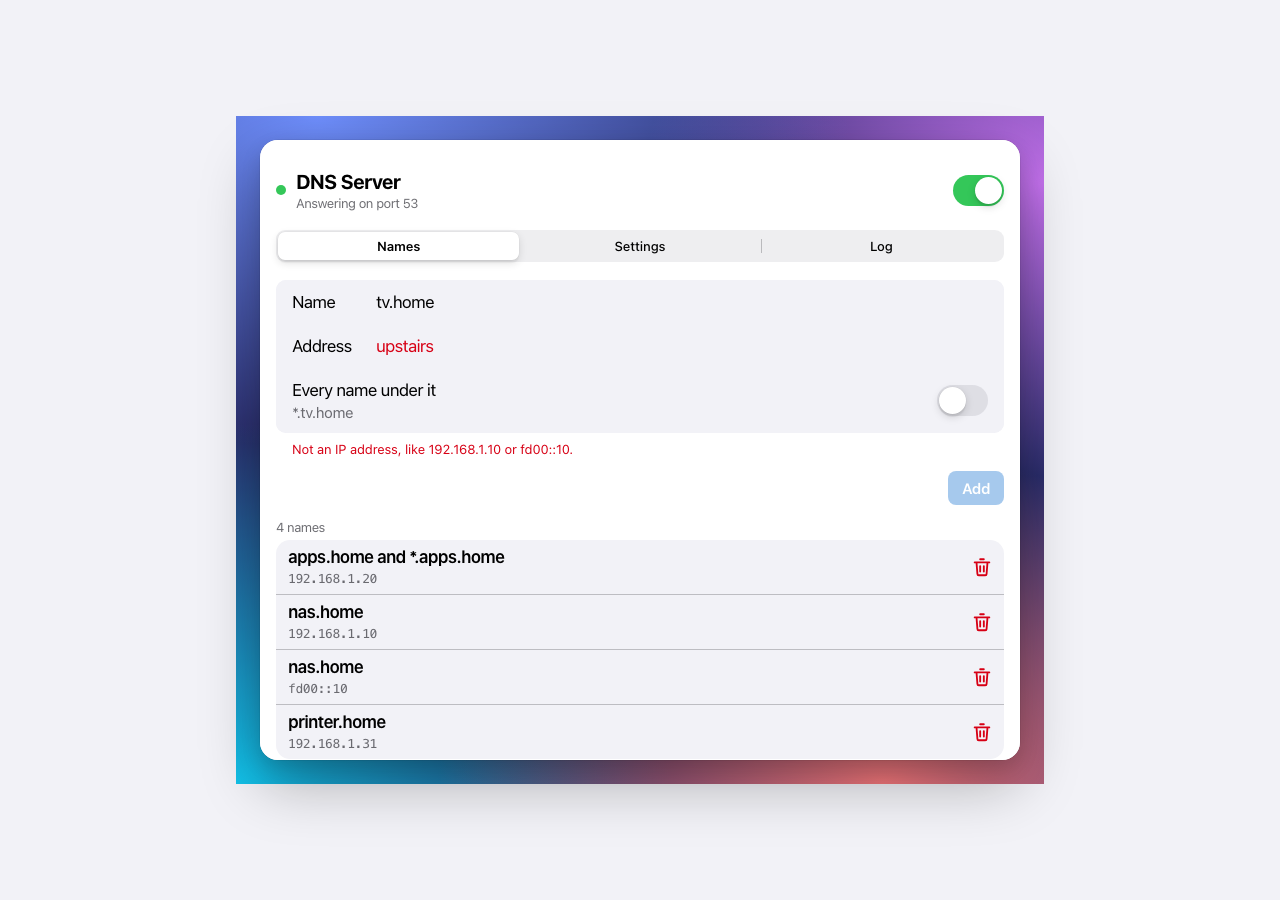 DNS Server
Answering on port 53
Names Settings Log
Name tv.home
Address upstairs
Every name under it
*.tv.home
Not an IP address, like 192.168.1.10 or fd00::10.
Add
4 names
apps.home and *.apps.home
192.168.1.20
nas.home
192.168.1.10
nas.home
fd00::10
printer.home
192.168.1.31